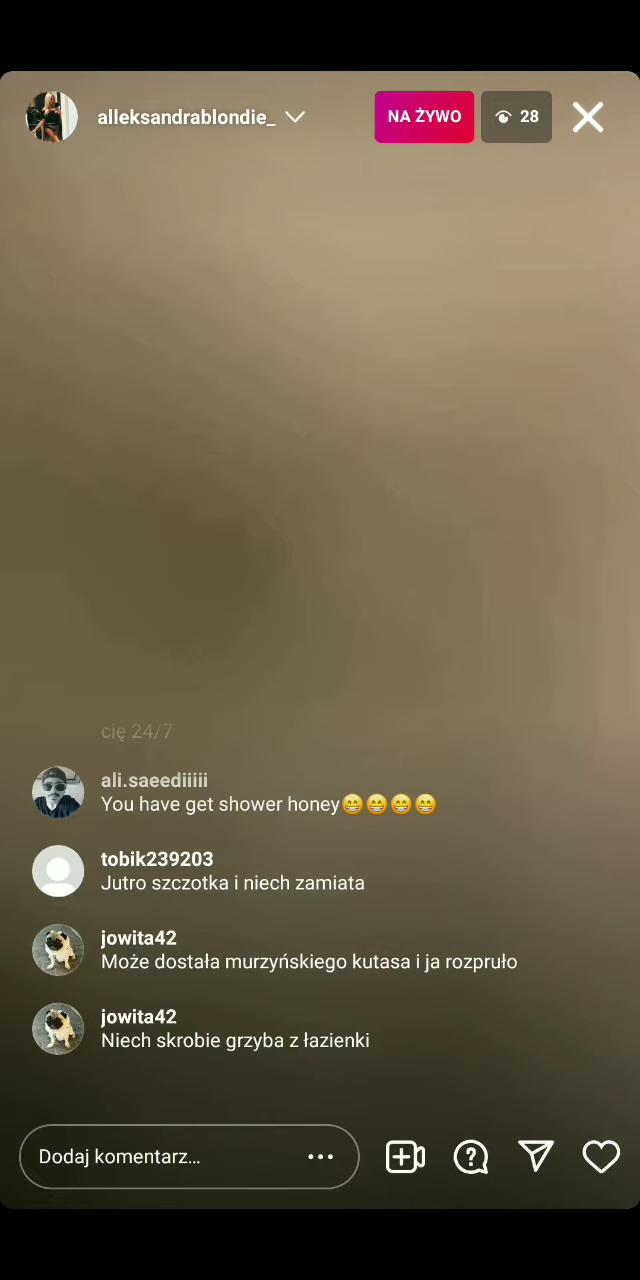 alleksandrablondie_
NA ŻYWO
28
cię 24/7
ali.saeediiiii
You have get shower honey😁😁😁😁
tobik239203
Jutro szczotka i niech zamiata
jowita42
Może dostała murzyńskiego kutasa i ja rozpruło
jowita42
Niech skrobie grzyba z łazienki
Dodaj komentarz...